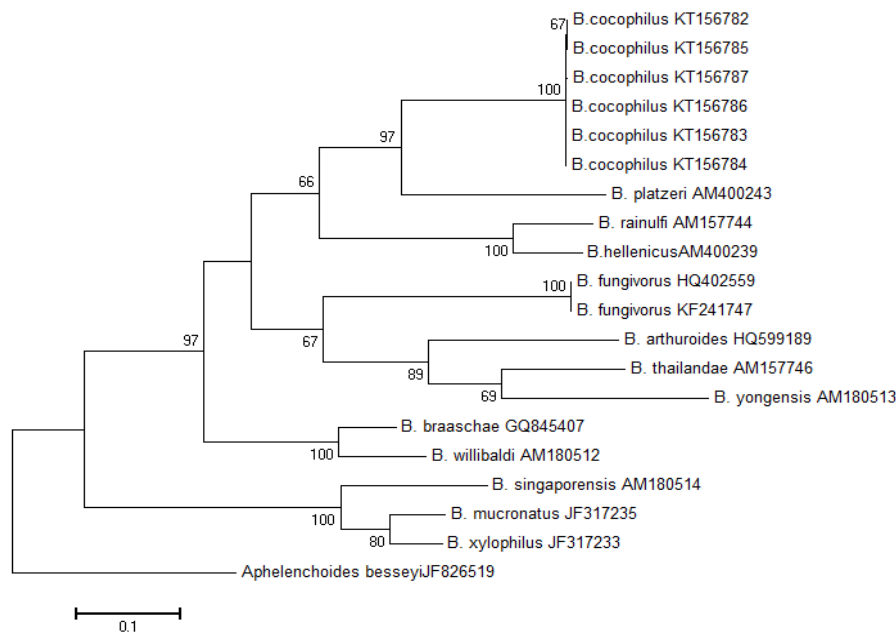 67
B.cocophilus KT156782
B.cocophilus KT156785
B.cocophilus KT156787
100
B.cocophilus KT156786
97
B.cocophilus KT156783
B.cocophilus KT156784
66
B. platzeri AM400243
B. rainulfi AM157744
100
B.hellenicusAM400239
100
B. fungivorus HQ402559
B. fungivorus KF241747
97
67
B. arthuroides HQ599189
89
B. thailandae AM157746
69
B. yongensis AM180513
B. braaschae GQ845407
100
B. willibaldi AM180512
B. singaporensis AM180514
100
B. mucronatus JF317235
80
B. xylophilus JF317233
Aphelenchoides besseyiJF826519
0.1